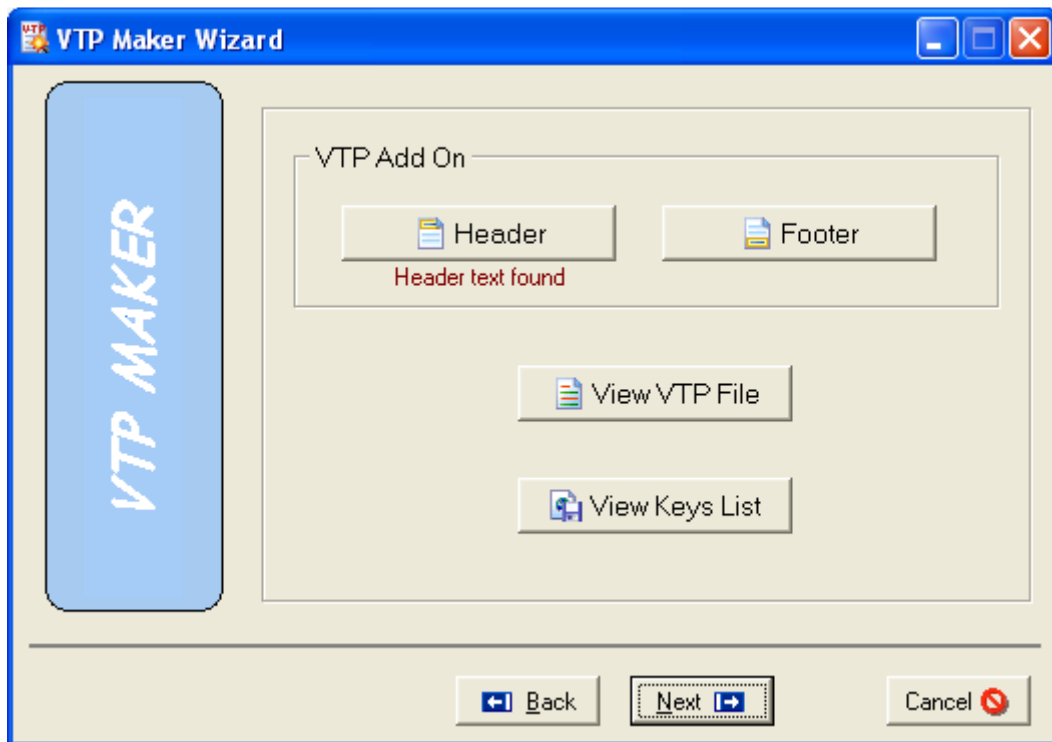 VTP
VTP Maker Wizard
VTP MAKER
VTP Add On
Header
Footer
Header text found
View VTP File
View Keys List
Back
Next
Cancel